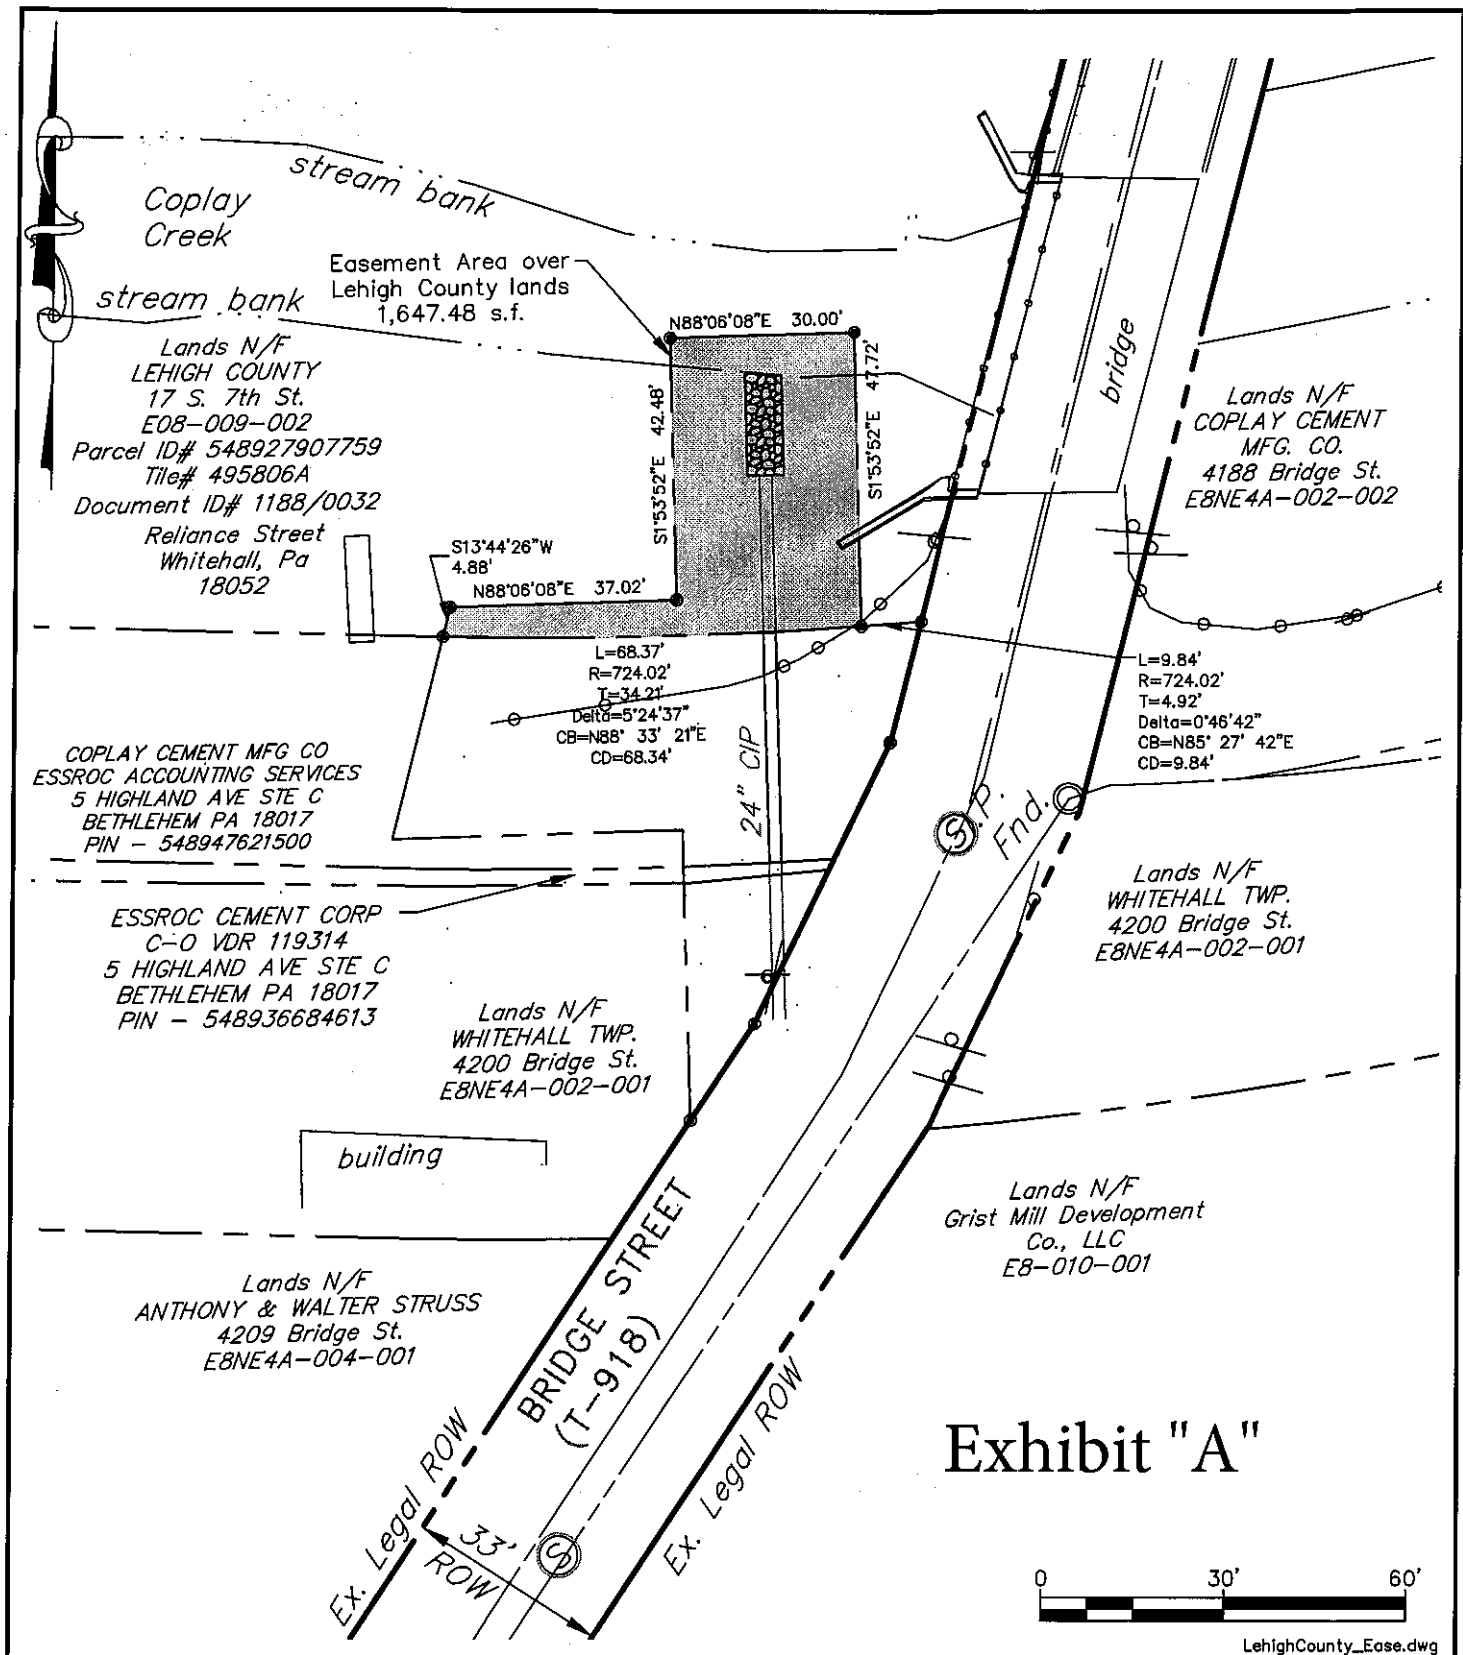 stream bank
Coplay
Creek
stream bank
Easement Area over
Lehigh County lands
1,647.48 s.f.
N88°06'08"E 30.00'
S1°53'52"E 42.48'
S1°53'52"E 47.72'
bridge
Lands N/F
LEHIGH COUNTY
17 S. 7th St.
E08-009-002
Parcel ID# 548927907759
Tile# 495806A
Document ID# 1188/0032
Reliance Street
Whitehall, Pa
18052
Lands N/F
COPLAY CEMENT
MFG. CO.
4188 Bridge St.
E8NE4A-002-002
S13°44'26"W
4.88'
N88°06'08"E 37.02'
L=68.37'
R=724.02'
T=34.21'
Delta=5°24'37"
CB=N88° 33' 21"E
CD=68.34'
L=9.84'
R=724.02'
T=4.92'
Delta=0°46'42"
CB=N85° 27' 42"E
CD=9.84'
COPLAY CEMENT MFG CO
ESSROC ACCOUNTING SERVICES
5 HIGHLAND AVE STE C
BETHLEHEM PA 18017
PIN - 548947621500
24" CIP
S.P.
Fnd.
ESSROC CEMENT CORP
C-O VDR 119314
5 HIGHLAND AVE STE C
BETHLEHEM PA 18017
PIN - 548936684613
Lands N/F
WHITEHALL TWP.
4200 Bridge St.
E8NE4A-002-001
Lands N/F
WHITEHALL TWP.
4200 Bridge St.
E8NE4A-002-001
building
Lands N/F
Grist Mill Development
Co., LLC
E8-010-001
Lands N/F
ANTHONY & WALTER STRUSS
4209 Bridge St.
E8NE4A-004-001
BRIDGE STREET
(T-918)
Ex. Legal ROW
Ex. Legal ROW
33'
ROW
S
Exhibit "A"
0 30' 60'
LehighCounty_Ease.dwg